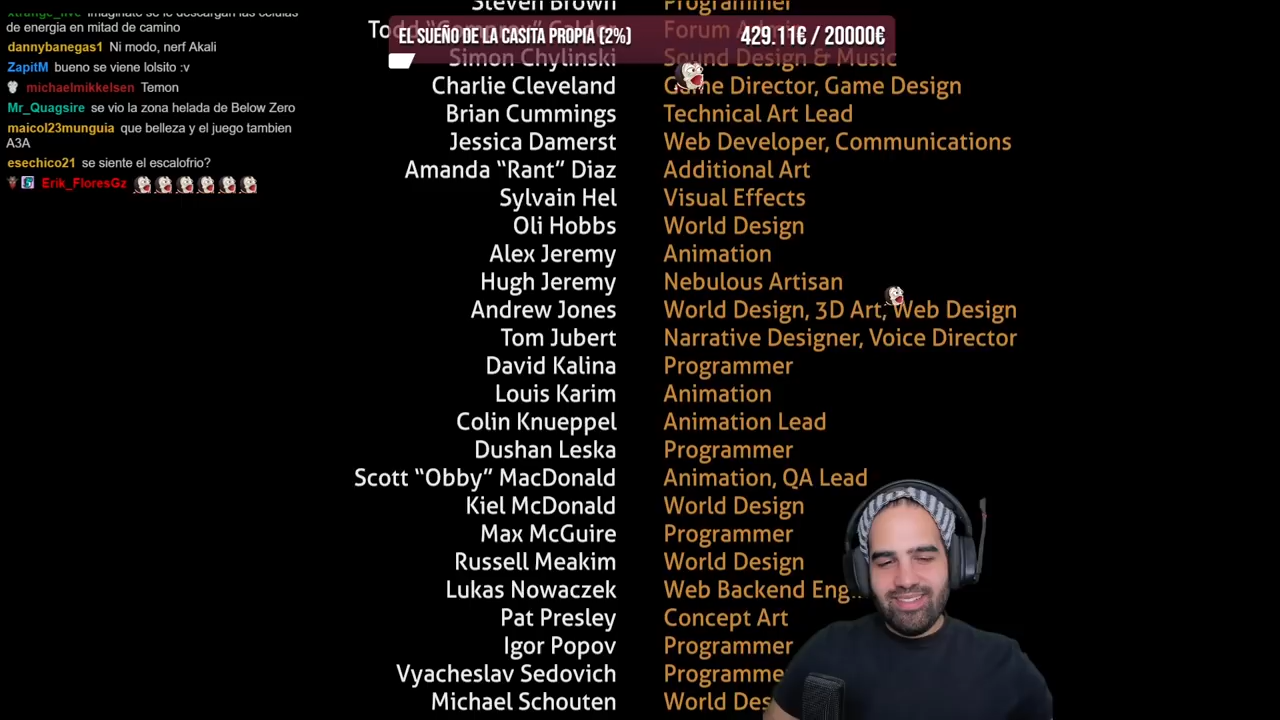 xtrange_live Imaginate se le descargan las celulas
de energia en mitad de camino
dannybanegas1 Ni modo, nerf Akali
ZapitM bueno se viene lolsito :v
michaelmikkelsen Temon
Mr_Quagsire se vio la zona helada de Below Zero
maicol23munguia que belleza y el juego tambien
A3A
esechico21 se siente el escalofrio?
Erik_FloresGz
EL SUEÑO DE LA CASITA PROPIA (2%) 429.11€ / 20000€
Steven Brown Programmer
Todd Calder Forum Admin
Simon Chylinski Sound Design & Music
Charlie Cleveland Game Director, Game Design
Brian Cummings Technical Art Lead
Jessica Damerst Web Developer, Communications
Amanda “Rant” Diaz Additional Art
Sylvain Hel Visual Effects
Oli Hobbs World Design
Alex Jeremy Animation
Hugh Jeremy Nebulous Artisan
Andrew Jones World Design, 3D Art, Web Design
Tom Jubert Narrative Designer, Voice Director
David Kalina Programmer
Louis Karim Animation
Colin Knueppel Animation Lead
Dushan Leska Programmer
Scott “Obby” MacDonald Animation, QA Lead
Kiel McDonald World Design
Max McGuire Programmer
Russell Meakim World Design
Lukas Nowaczek Web Backend Eng
Pat Presley Concept Art
Igor Popov Programmer
Vyacheslav Sedovich Programme
Michael Schouten World Des